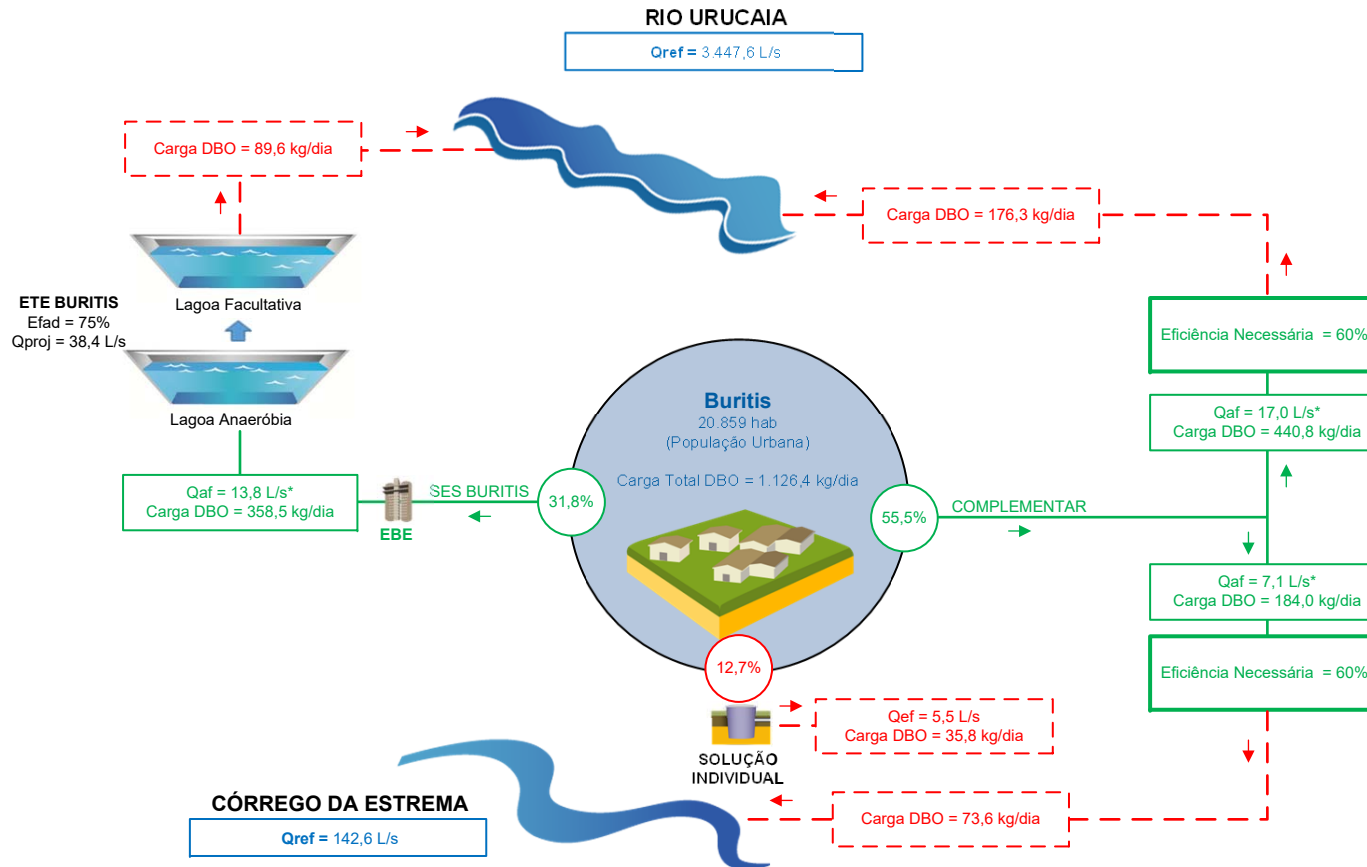 RIO URUCAIA
Qref = 3.447,6 L/s
Carga DBO = 89,6 kg/dia
Carga DBO = 176,3 kg/dia
Lagoa Facultativa
ETE BURITIS
Efad = 75%
Qproj = 38,4 L/s
Lagoa Anaeróbia
Eficiência Necessária = 60%
Qaf = 17,0 L/s*
Carga DBO = 440,8 kg/dia
Buritis
20.859 hab
(População Urbana)
Carga Total DBO = 1.126,4 kg/dia
Qaf = 13,8 L/s*
Carga DBO = 358,5 kg/dia
EBE
SES BURITIS
31,8%
55,5%
COMPLEMENTAR
Qaf = 7,1 L/s*
Carga DBO = 184,0 kg/dia
Eficiência Necessária = 60%
12,7%
Qef = 5,5 L/s
Carga DBO = 35,8 kg/dia
SOLUÇÃO
INDIVIDUAL
CÓRREGO DA ESTREMA
Qref = 142,6 L/s
Carga DBO = 73,6 kg/dia